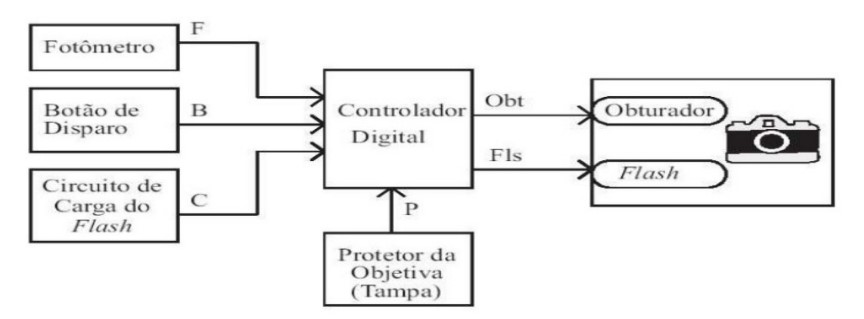 Fotômetro
F
Botão de
Disparo
B
Circuito de
Carga do
Flash
C
Controlador
Digital
P
Protetor da
Objetiva
(Tampa)
Obt
Fls
Obturador
Flash